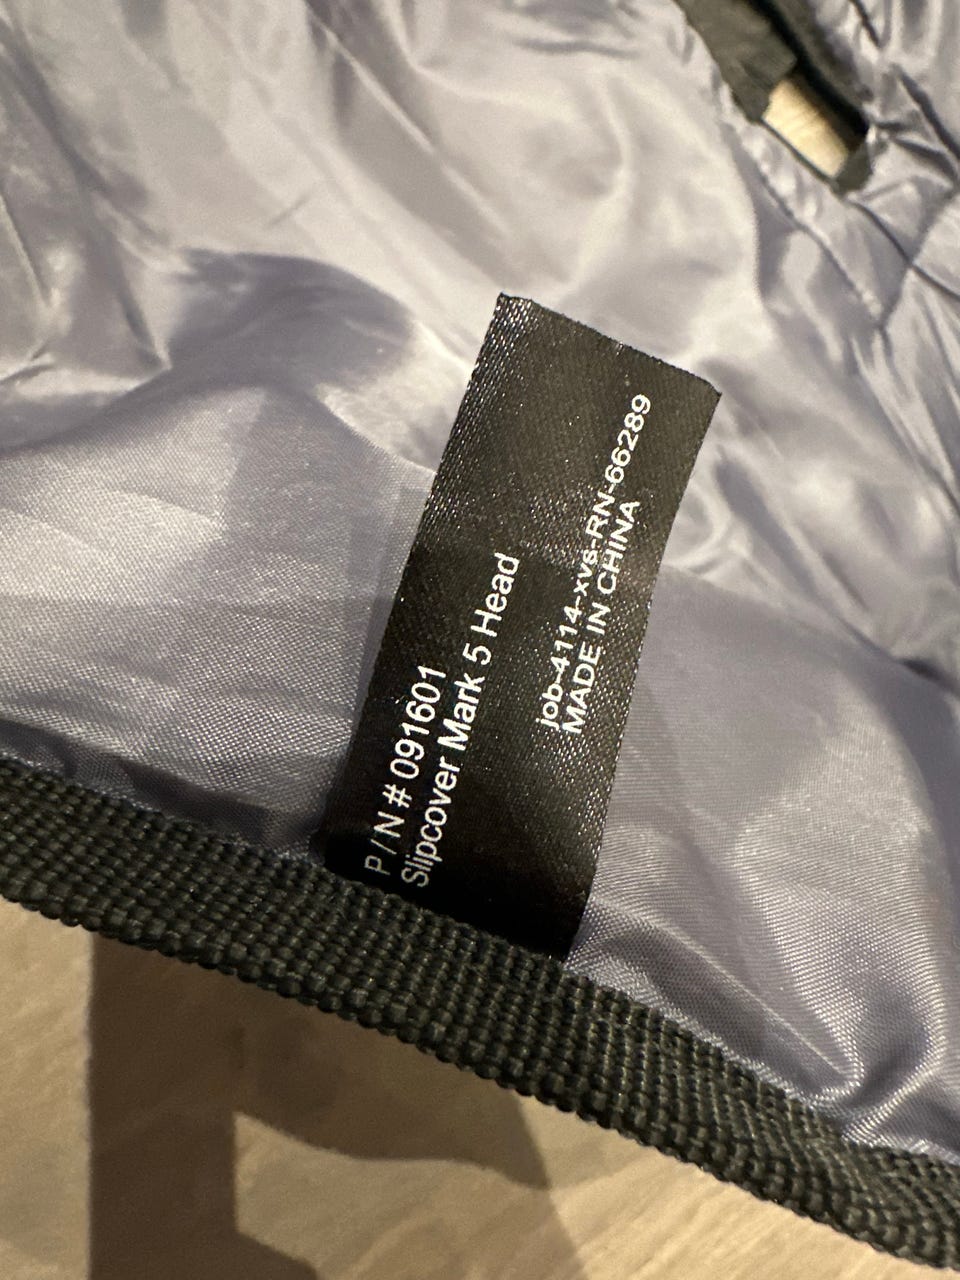 P/N # 091601
Slipcover Mark 5 Head
job-4114-xvs-RN-66289
MADE IN CHINA